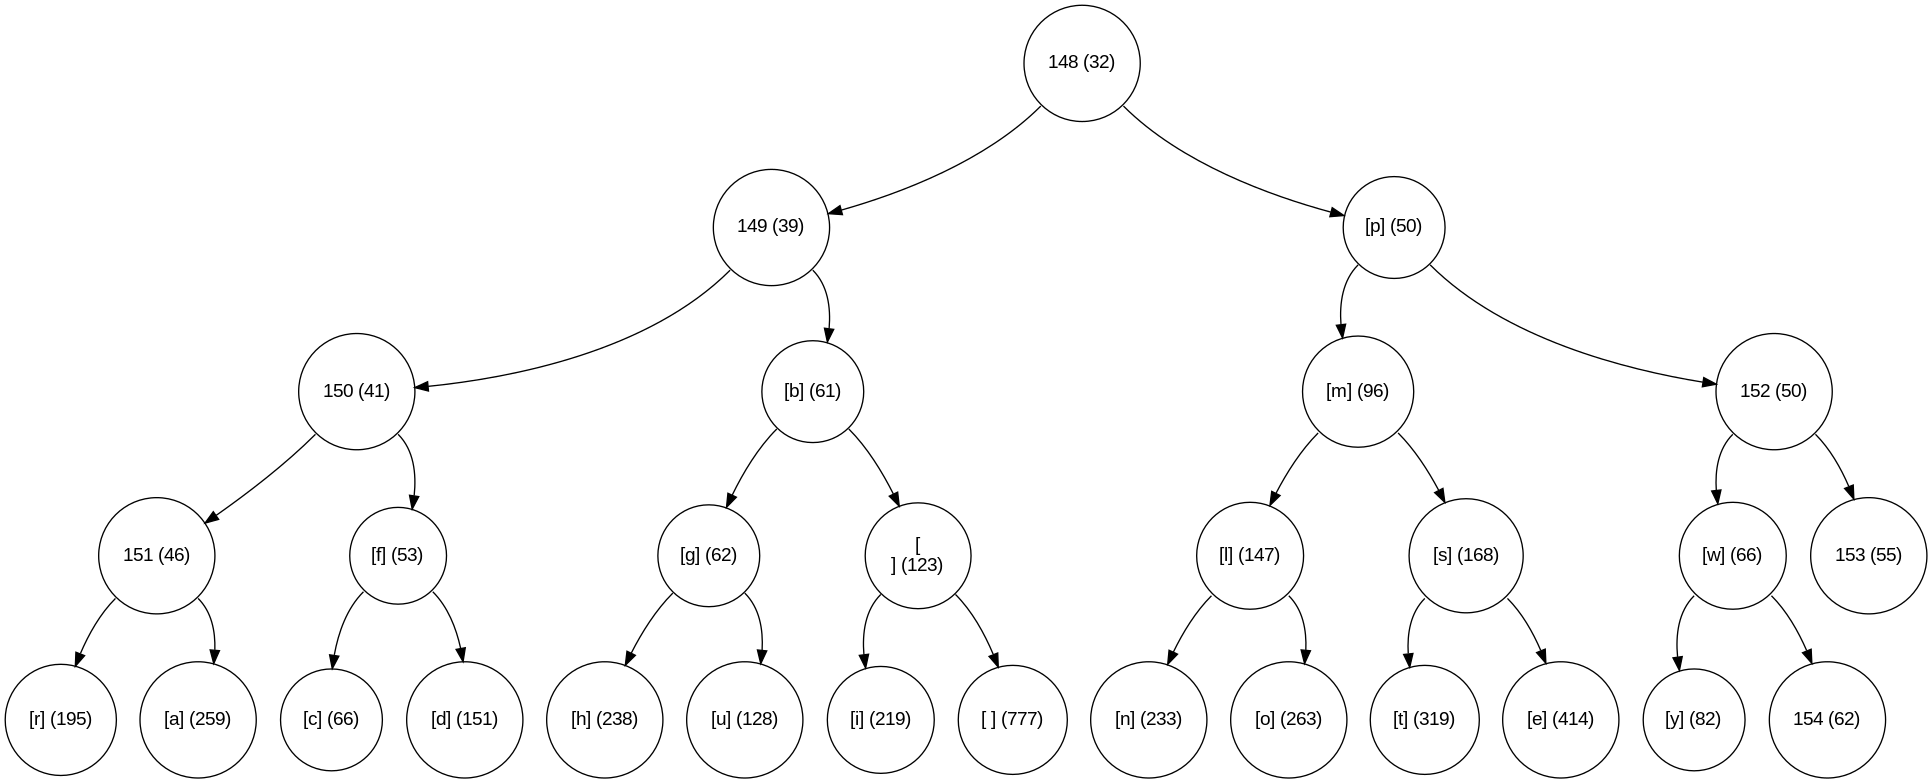 148 (32)
149 (39)
[p] (50)
150 (41)
[b] (61)
[m] (96)
152 (50)
151 (46)
[f] (53)
[g] (62)
[
] (123)
[l] (147)
[s] (168)
[w] (66)
153 (55)
[r] (195)
[a] (259)
[c] (66)
[d] (151)
[h] (238)
[u] (128)
[i] (219)
[ ] (777)
[n] (233)
[o] (263)
[t] (319)
[e] (414)
[y] (82)
154 (62)